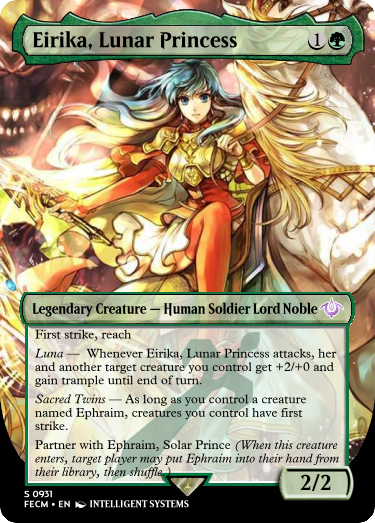 Eirika, Lunar Princess 1
Legendary Creature — Human Soldier Lord Noble
First strike, reach
Luna — Whenever Eirika, Lunar Princess attacks, her
and another target creature you control get +2/+0 and
gain trample until end of turn.
Sacred Twins — As long as you control a creature
named Ephraim, creatures you control have first
strike.
Partner with Ephraim, Solar Prince (When this creature
enters, target player may put Ephraim into their hand from
their library, then shuffle.)
2/2
S 0931
FECM • EN INTELLIGENT SYSTEMS